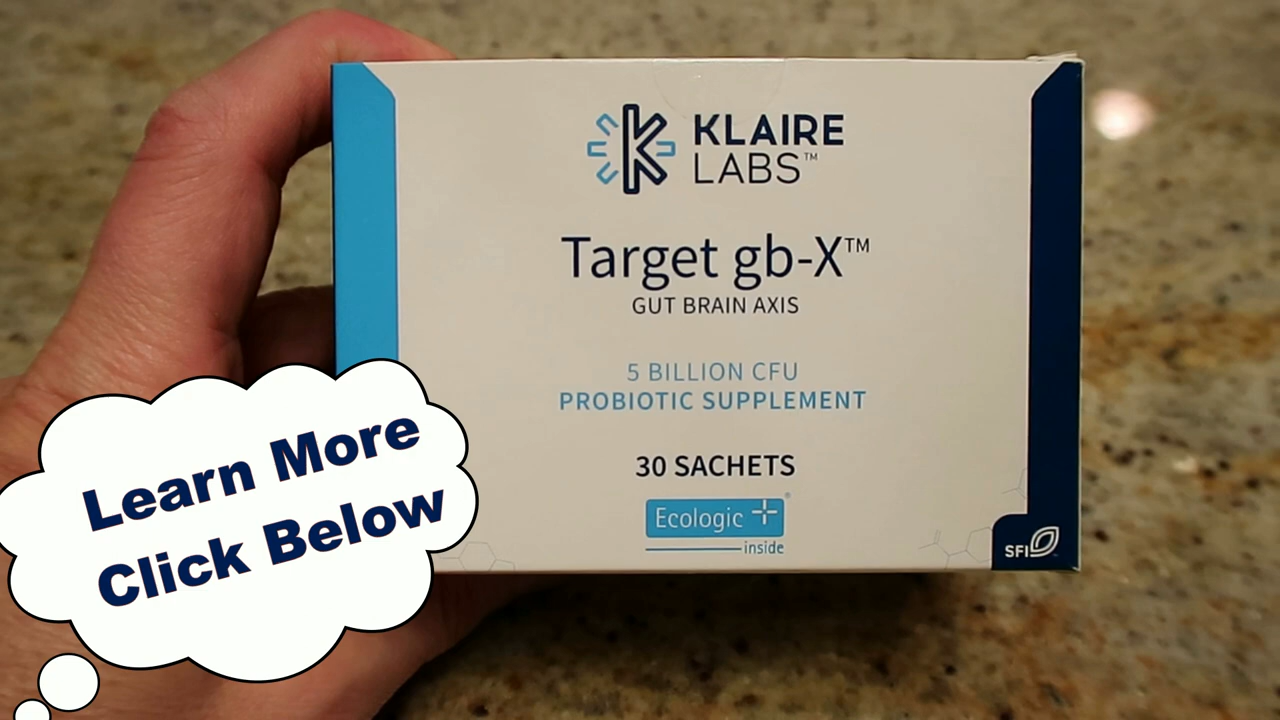 KLAIRE
LABS™
Target gb-X™
GUT BRAIN AXIS
5 BILLION CFU
PROBIOTIC SUPPLEMENT
30 SACHETS
Ecologic +®
inside
SFI
Learn More
Click Below